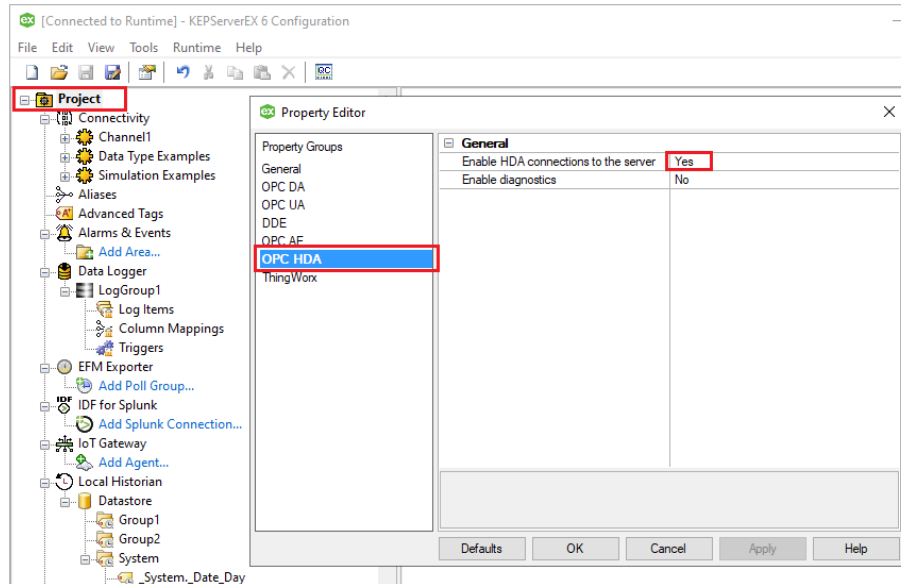 [Connected to Runtime] - KEPServerEX 6 Configuration
File Edit View Tools Runtime Help
Project
Connectivity
Channel1
Data Type Examples
Simulation Examples
Aliases
Advanced Tags
Alarms & Events
Add Area...
Data Logger
LogGroup1
Log Items
Column Mappings
Triggers
EFM Exporter
Add Poll Group...
IDF for Splunk
Add Splunk Connection...
IoT Gateway
Add Agent...
Local Historian
Datastore
Group1
Group2
System
_System._Date_Day
Property Editor
Property Groups
General
OPC DA
OPC UA
DDE
OPC AE
OPC HDA
ThingWorx
General
Enable HDA connections to the server Yes
Enable diagnostics No
Defaults OK Cancel Apply Help